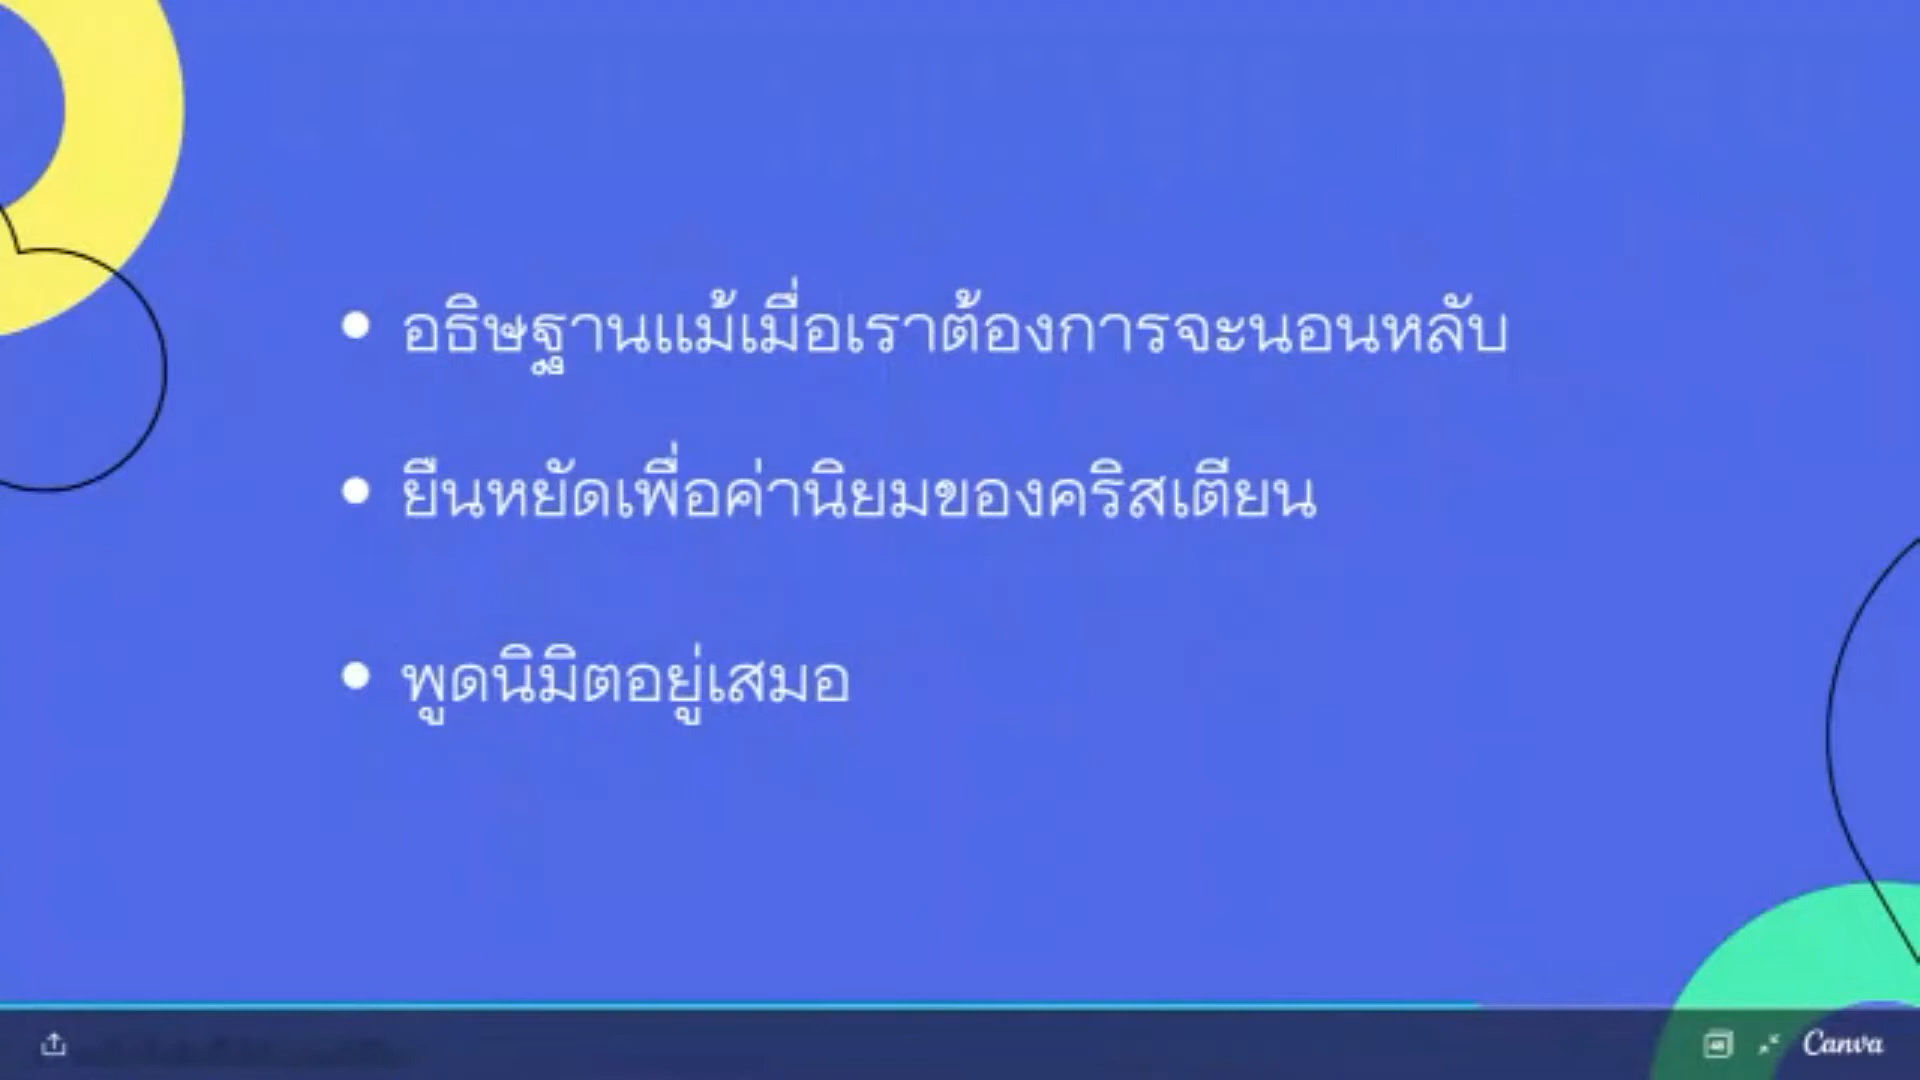 • อธิษฐานแม้เมื่อเราต้องการจะนอนหลับ
• ยืนหยัดเพื่อค่านิยมของคริสเตียน
• พูดนิมิตอยู่เสมอ
Canva